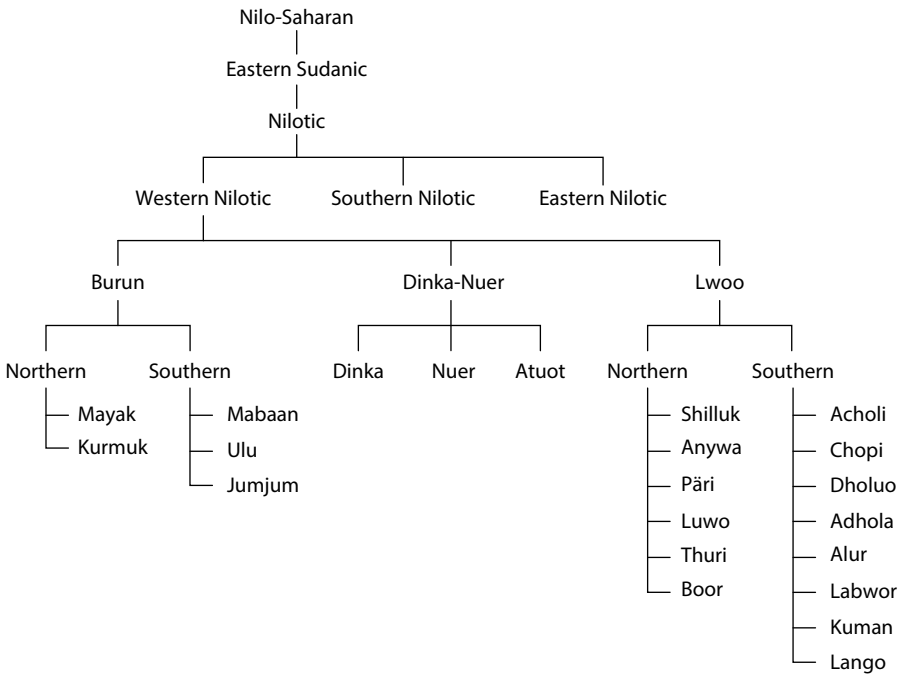 Nilo-Saharan
Eastern Sudanic
Nilotic
Western Nilotic Southern Nilotic Eastern Nilotic
Burun Dinka-Nuer Lwoo
Northern Southern Dinka Nuer Atuot Northern Southern
Mayak Mabaan Shilluk Acholi
Kurmuk Ulu Anywa Chopi
Jumjum Päri Dholuo
Luwo Adhola
Thuri Alur
Boor Labwor
Kuman
Lango